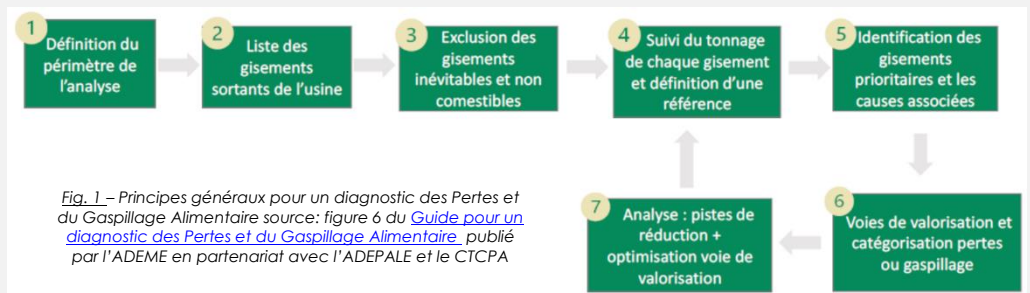 1
Définition du
périmètre de
l'analyse
2
Liste des
gisements
sortants de l'usine
3
Exclusion des
gisements
inévitables et non
comestibles
4
Suivi du tonnage
de chaque gisement
et définition d'une
référence
5
Identification des
gisements
prioritaires et les
causes associées
6
Voies de valorisation et
catégorisation pertes
ou gaspillage
7
Analyse : pistes de
réduction +
optimisation voie de
valorisation
Fig. 1 – Principes généraux pour un diagnostic des Pertes et
du Gaspillage Alimentaire source: figure 6 du Guide pour un
diagnostic des Pertes et du Gaspillage Alimentaire publié
par l'ADEME en partenariat avec l'ADEPALE et le CTCPA